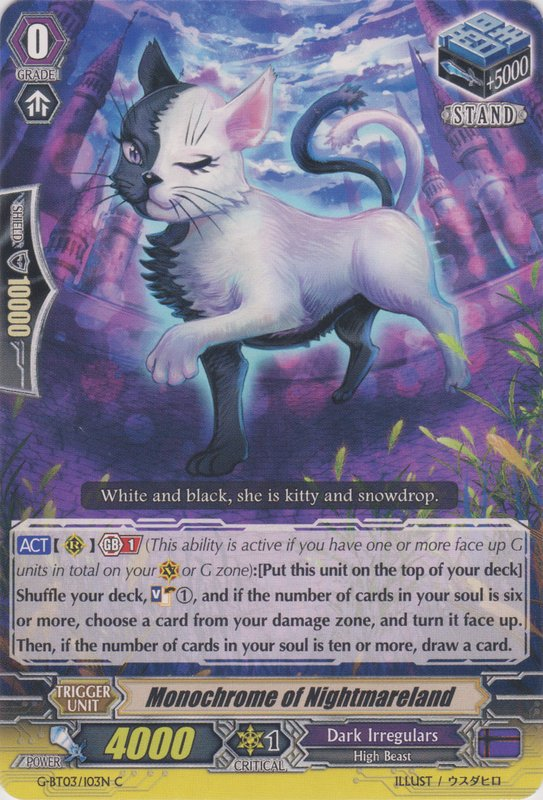 0
GRADE
+5000
STAND
SHIELD
10000
White and black, she is kitty and snowdrop.
ACT [ R ] GB 1 (This ability is active if you have one or more face up G
units in total on your V or G zone):[Put this unit on the top of your deck]
Shuffle your deck, V ①, and if the number of cards in your soul is six
or more, choose a card from your damage zone, and turn it face up.
Then, if the number of cards in your soul is ten or more, draw a card.
TRIGGER
UNIT
Monochrome of Nightmareland
POWER
4000
1
CRITICAL
Dark Irregulars
High Beast
G-BT03/103N C
ILLUST / ウスダヒロ